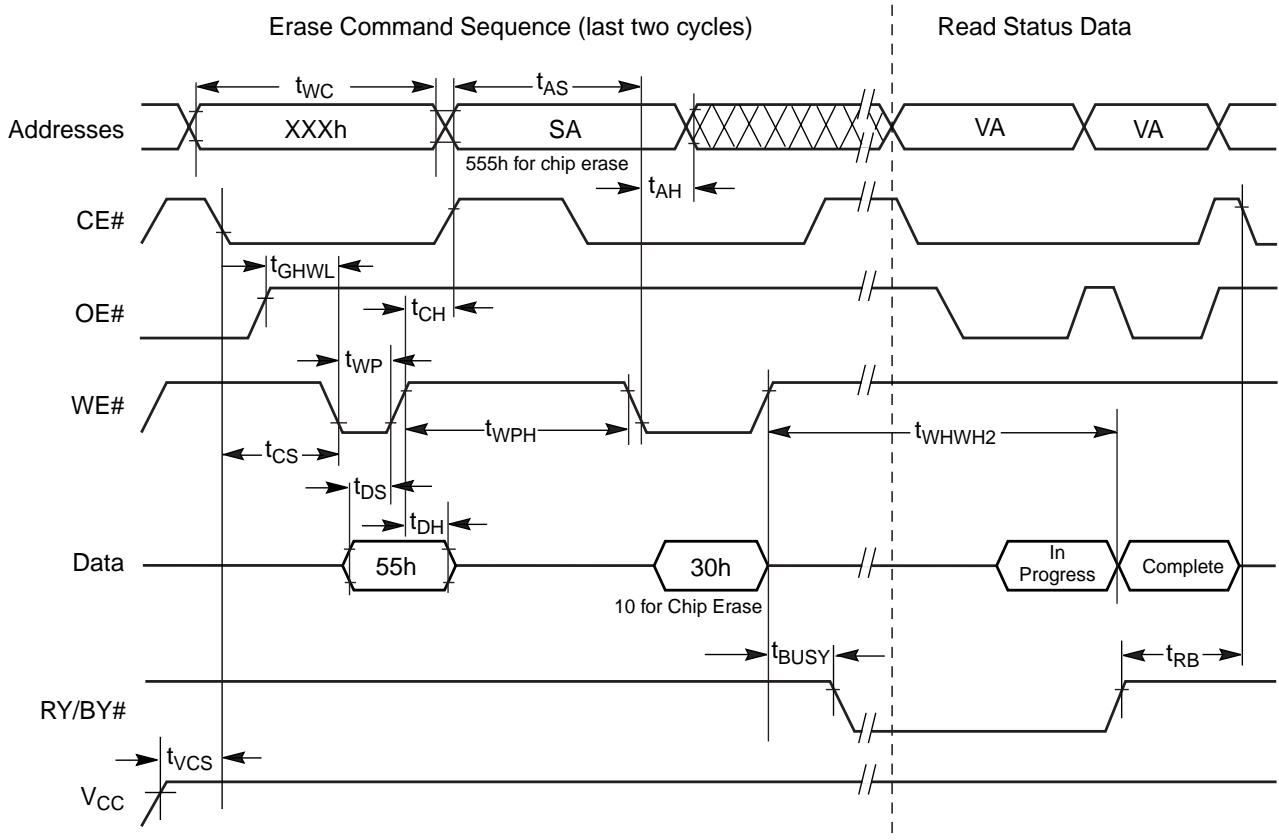 Erase Command Sequence (last two cycles) Read Status Data
tWC tAS
Addresses XXXh SA VA VA
555h for chip erase
tAH
CE#
tGHWL
OE# tCH
tWP
WE#
tWPH tWHWH2
tCS
tDS
tDH
Data 55h 30h In Progress Complete
10 for Chip Erase
tBUSY tRB
RY/BY#
tVCS
VCC